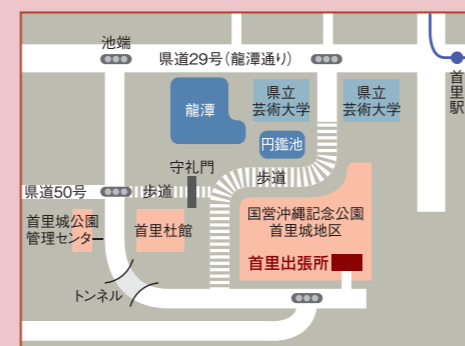 池端
県道29号(龍潭通り)
首里駅
龍潭
県立
芸術大学
県立
芸術大学
円鑑池
守礼門
歩道
県道50号
歩道
首里城公園
管理センター
首里杜館
国営沖縄記念公園
首里城地区
首里出張所
トンネル